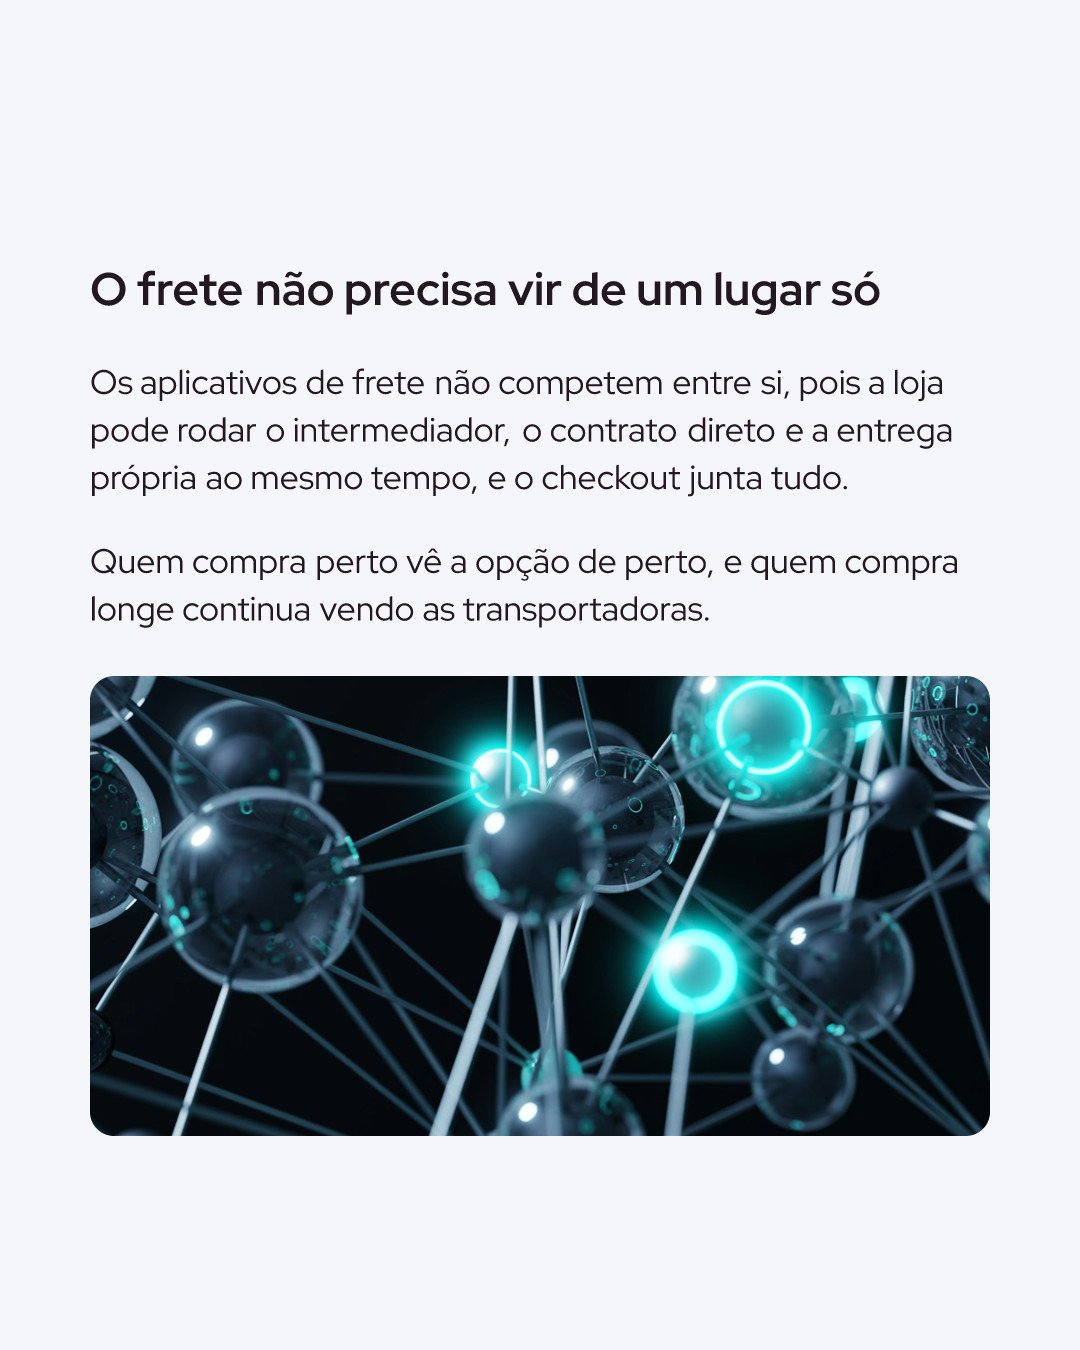 O frete não precisa vir de um lugar só
Os aplicativos de frete não competem entre si, pois a loja
pode rodar o intermediador, o contrato direto e a entrega
própria ao mesmo tempo, e o checkout junta tudo.
Quem compra perto vê a opção de perto, e quem compra
longe continua vendo as transportadoras.